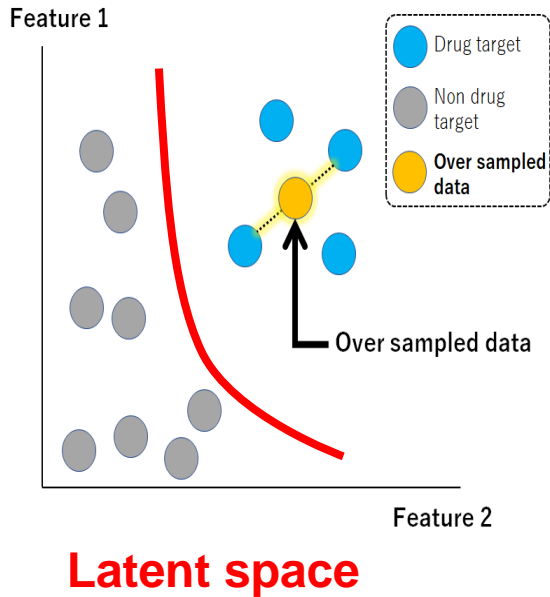 Feature 1
Drug target
Non drug
target
Over sampled
data
Over sampled data
Feature 2
Latent space